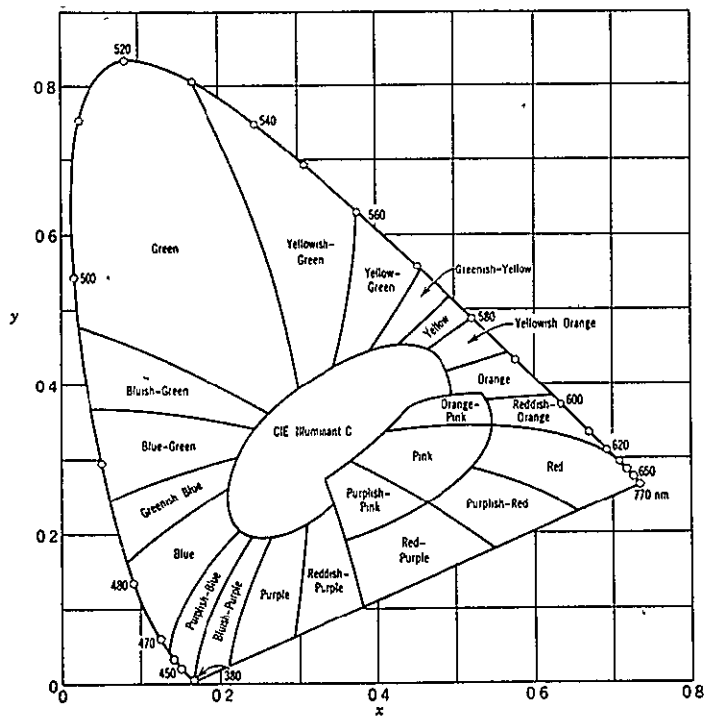 520
0.8
540
560
0.6
Green
Yellowish-
Green
Yellow-
Green
Greenish-Yellow
500
580
Yellow
Yellowish Orange
y
0.4
Orange
600
Bluish-Green
CIE Illuminant C
Orange-
Pink
Reddish-
Orange
620
Blue-Green
Pink
Red
650
770 nm
Greenish Blue
Purplish-
Pink
Purplish-Red
0.2
Blue
Red-
Purple
480
Purplish-Blue
Bluish-Purple
Purple
Reddish-
Purple
470
450
380
0
0
0.2
0.4
0.6
0.8
x